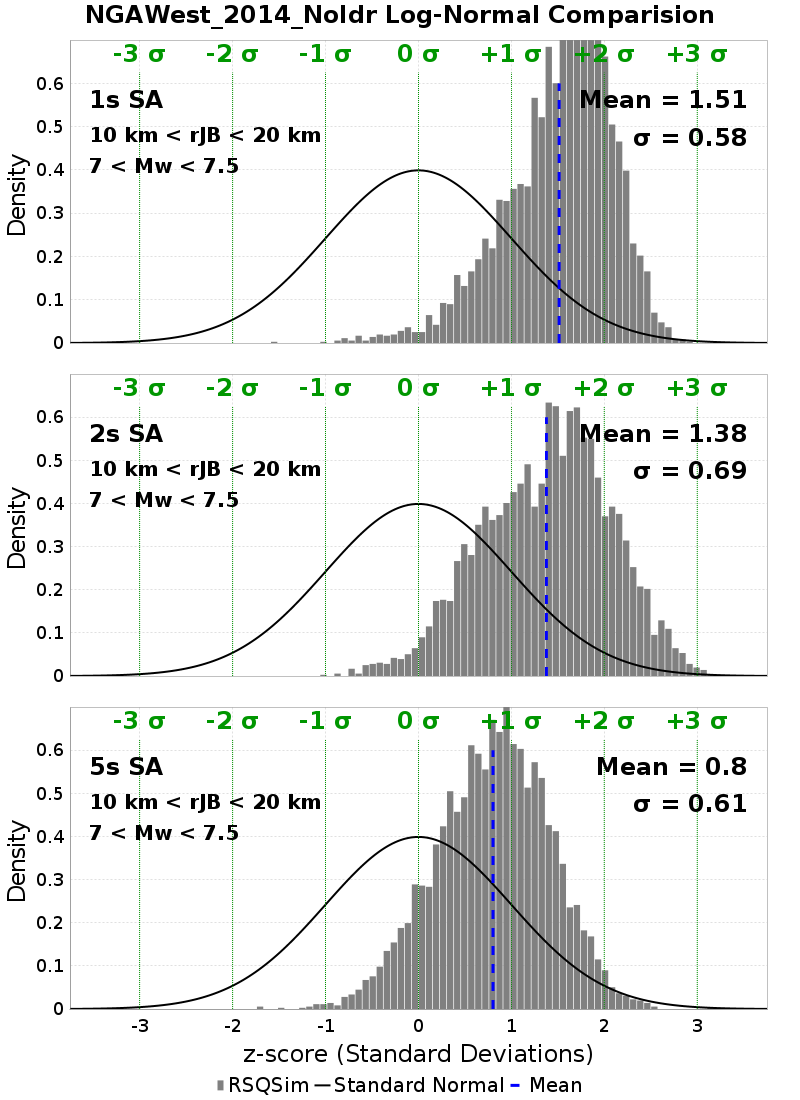 NGAWest_2014_NoIdr Log-Normal Comparision
-3 σ -2 σ -1 σ 0 σ +1 σ +2 σ +3 σ
1s SA
Mean = 1.51
10 km < rJB < 20 km
σ = 0.58
7 < Mw < 7.5
Density
0.6
0.5
0.4
0.3
0.2
0.1
0
-3 σ -2 σ -1 σ 0 σ +1 σ +2 σ +3 σ
2s SA
Mean = 1.38
10 km < rJB < 20 km
σ = 0.69
7 < Mw < 7.5
Density
0.6
0.5
0.4
0.3
0.2
0.1
0
-3 σ -2 σ -1 σ 0 σ +1 σ +2 σ +3 σ
5s SA
Mean = 0.8
10 km < rJB < 20 km
σ = 0.61
7 < Mw < 7.5
Density
0.6
0.5
0.4
0.3
0.2
0.1
0
-3 -2 -1 0 1 2 3
z-score (Standard Deviations)
RSQSim Standard Normal Mean